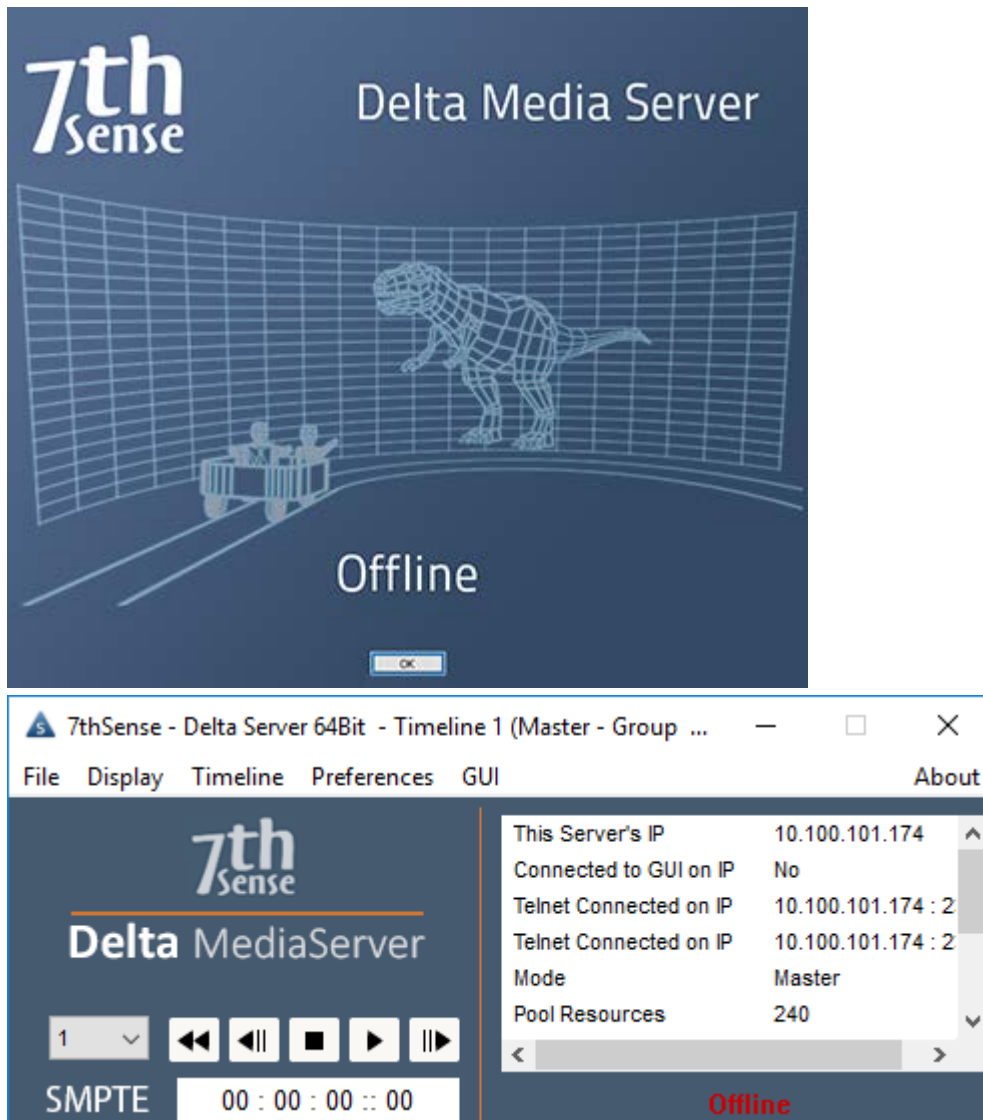 7th
Sense
Delta Media Server
Offline
OK
7thSense - Delta Server 64Bit - Timeline 1 (Master - Group ...
File Display Timeline Preferences GUI About
7th
Sense
Delta MediaServer
This Server's IP 10.100.101.174
Connected to GUI on IP No
Telnet Connected on IP 10.100.101.174 : 2
Telnet Connected on IP 10.100.101.174 : 2
Mode Master
Pool Resources 240
1
SMPTE 00 : 00 : 00 :: 00
Offline